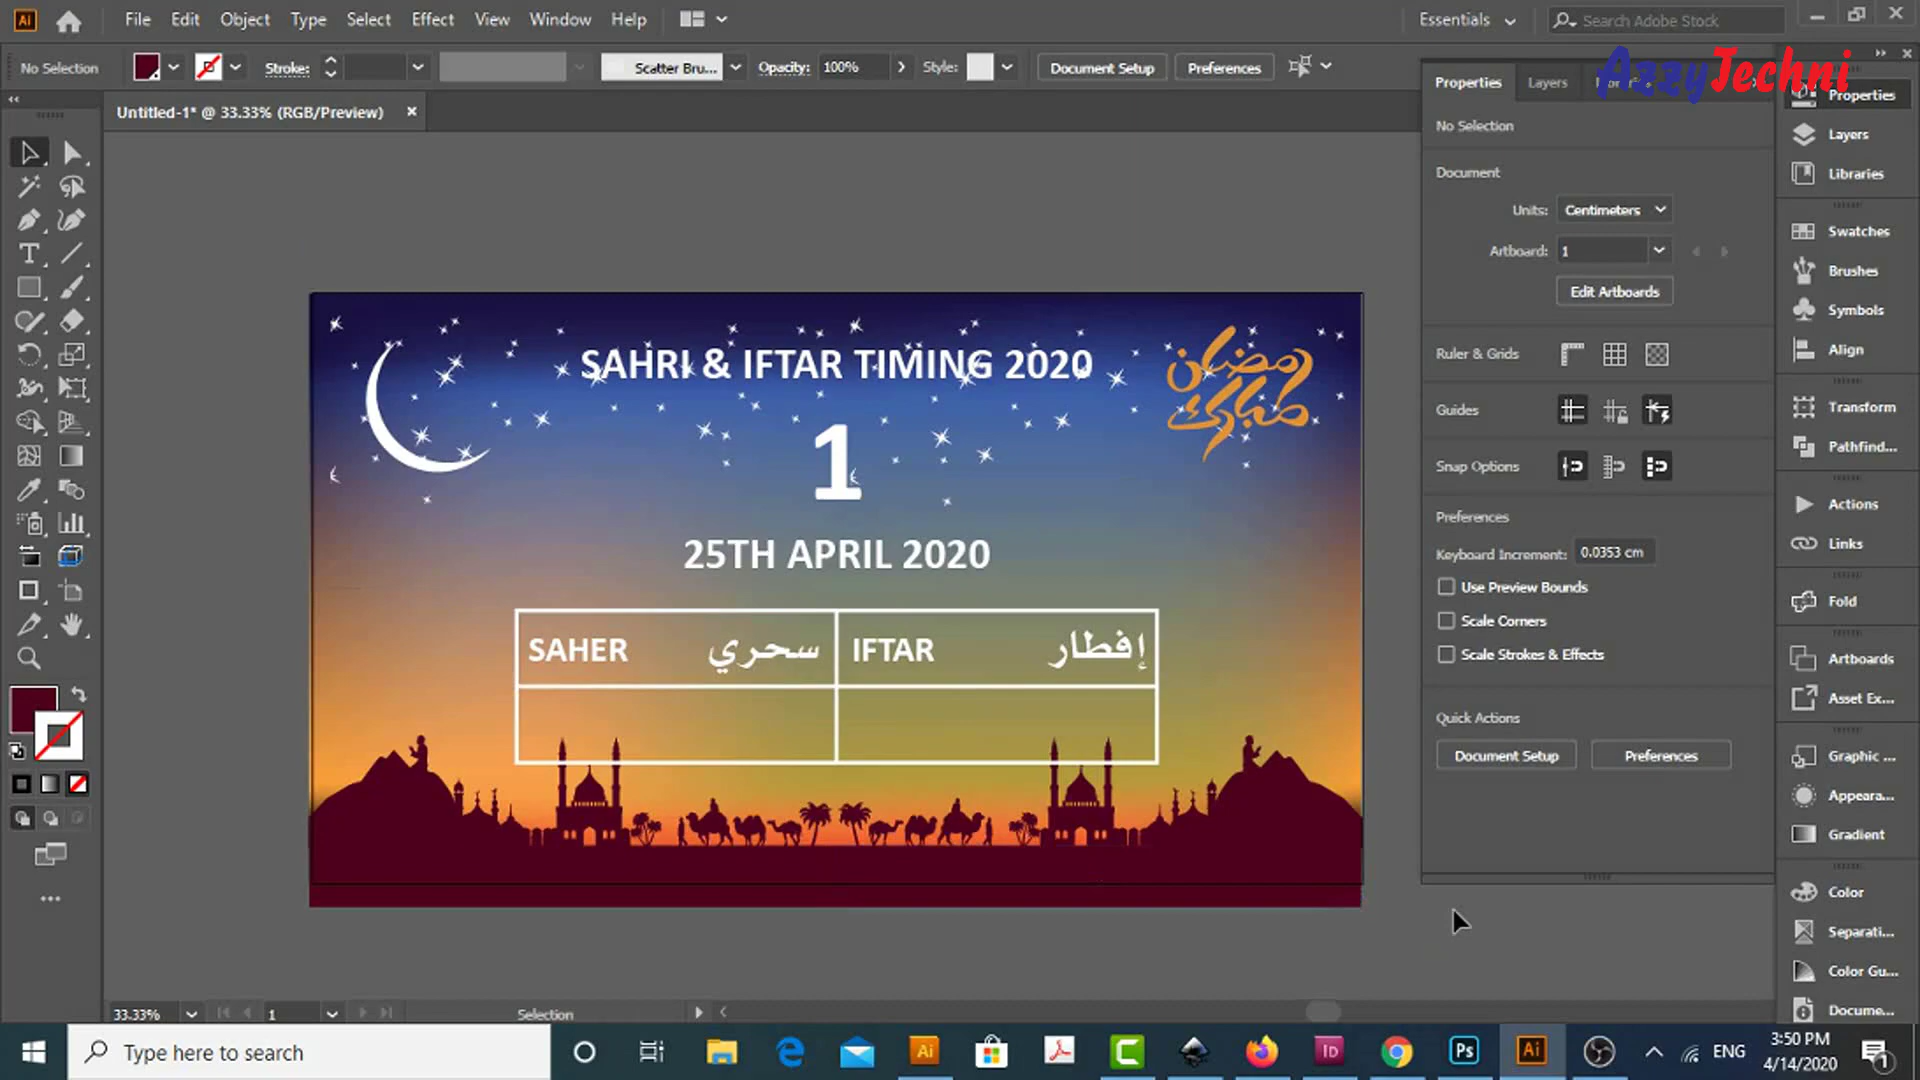 File Edit Object Type Select Effect View Window Help
Essentials
Search Adobe Stock
No Selection
Stroke:
Scatter Bru...
Opacity: 100%
Style:
Document Setup
Preferences
AzzyTechni
Untitled-1* @ 33.33% (RGB/Preview)
Properties Layers
No Selection
Document
Units: Centimeters
Artboard: 1
Edit Artboards
Ruler & Grids
Guides
Snap Options
Preferences
Keyboard Increment: 0.0353 cm
Use Preview Bounds
Scale Corners
Scale Strokes & Effects
Quick Actions
Document Setup
Preferences
Properties
Layers
Libraries
Swatches
Brushes
Symbols
Align
Transform
Pathfind...
Actions
Links
Fold
Artboards
Asset Ex...
Graphic ...
Appeara...
Gradient
Color
Separati...
Color Gu...
Docume...
SAHRI & IFTAR TIMING 2020
رمضان
مبارك
1
25TH APRIL 2020
SAHER سحري IFTAR إفطار
33.33%
1
Selection
Type here to search
ENG
3:50 PM
4/14/2020
1